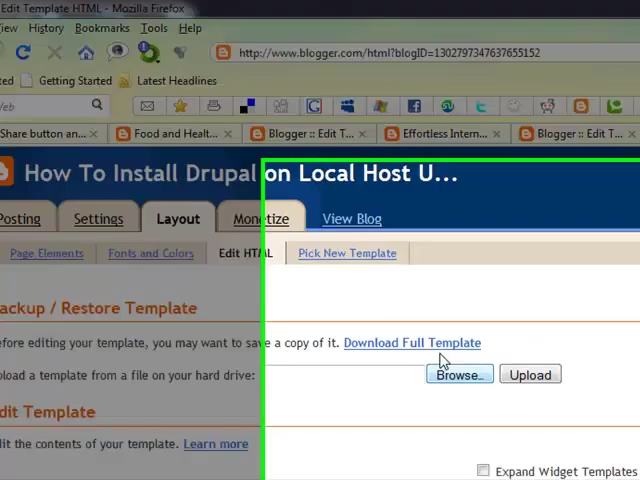 Edit Template HTML - Mozilla Firefox
View History Bookmarks Tools Help
http://www.blogger.com/html?blogID=1302797347637655152
Getting Started Latest Headlines
Share button an... Food and Healt... Blogger :: Edit T... Effortless Intern... Blogger :: Edit T...
How To Install Drupal on Local Host U...
Posting Settings Layout Monetize View Blog
Page Elements Fonts and Colors Edit HTML Pick New Template
ackup / Restore Template
efore editing your template, you may want to save a copy of it. Download Full Template
pload a template from a file on your hard drive: Browse... Upload
dit Template
dit the contents of your template. Learn more
Expand Widget Templates